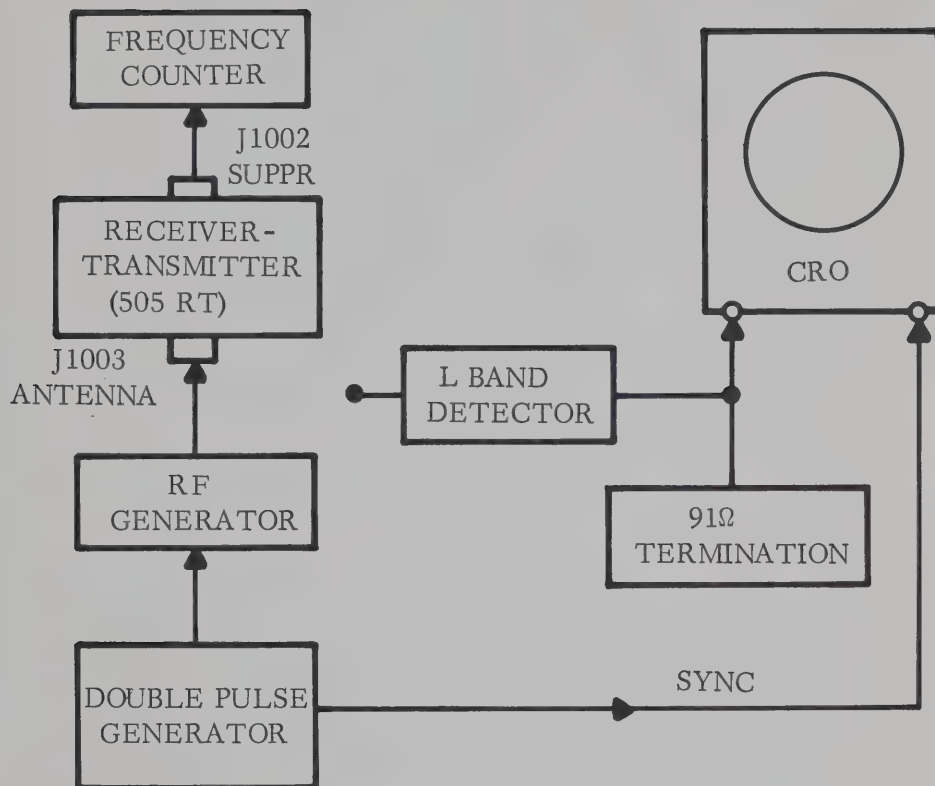 FREQUENCY
COUNTER
J1002
SUPPR
RECEIVER-
TRANSMITTER
(505 RT)
J1003
ANTENNA
RF
GENERATOR
DOUBLE PULSE
GENERATOR
L BAND
DETECTOR
CRO
91Ω
TERMINATION
SYNC